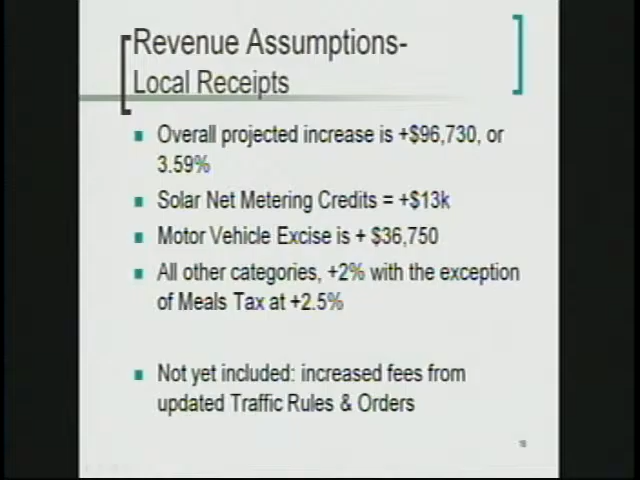 Revenue Assumptions-
Local Receipts
Overall projected increase is +$96,730, or
3.59%
Solar Net Metering Credits = +$13k
Motor Vehicle Excise is + $36,750
All other categories, +2% with the exception
of Meals Tax at +2.5%
Not yet included: increased fees from
updated Traffic Rules & Orders